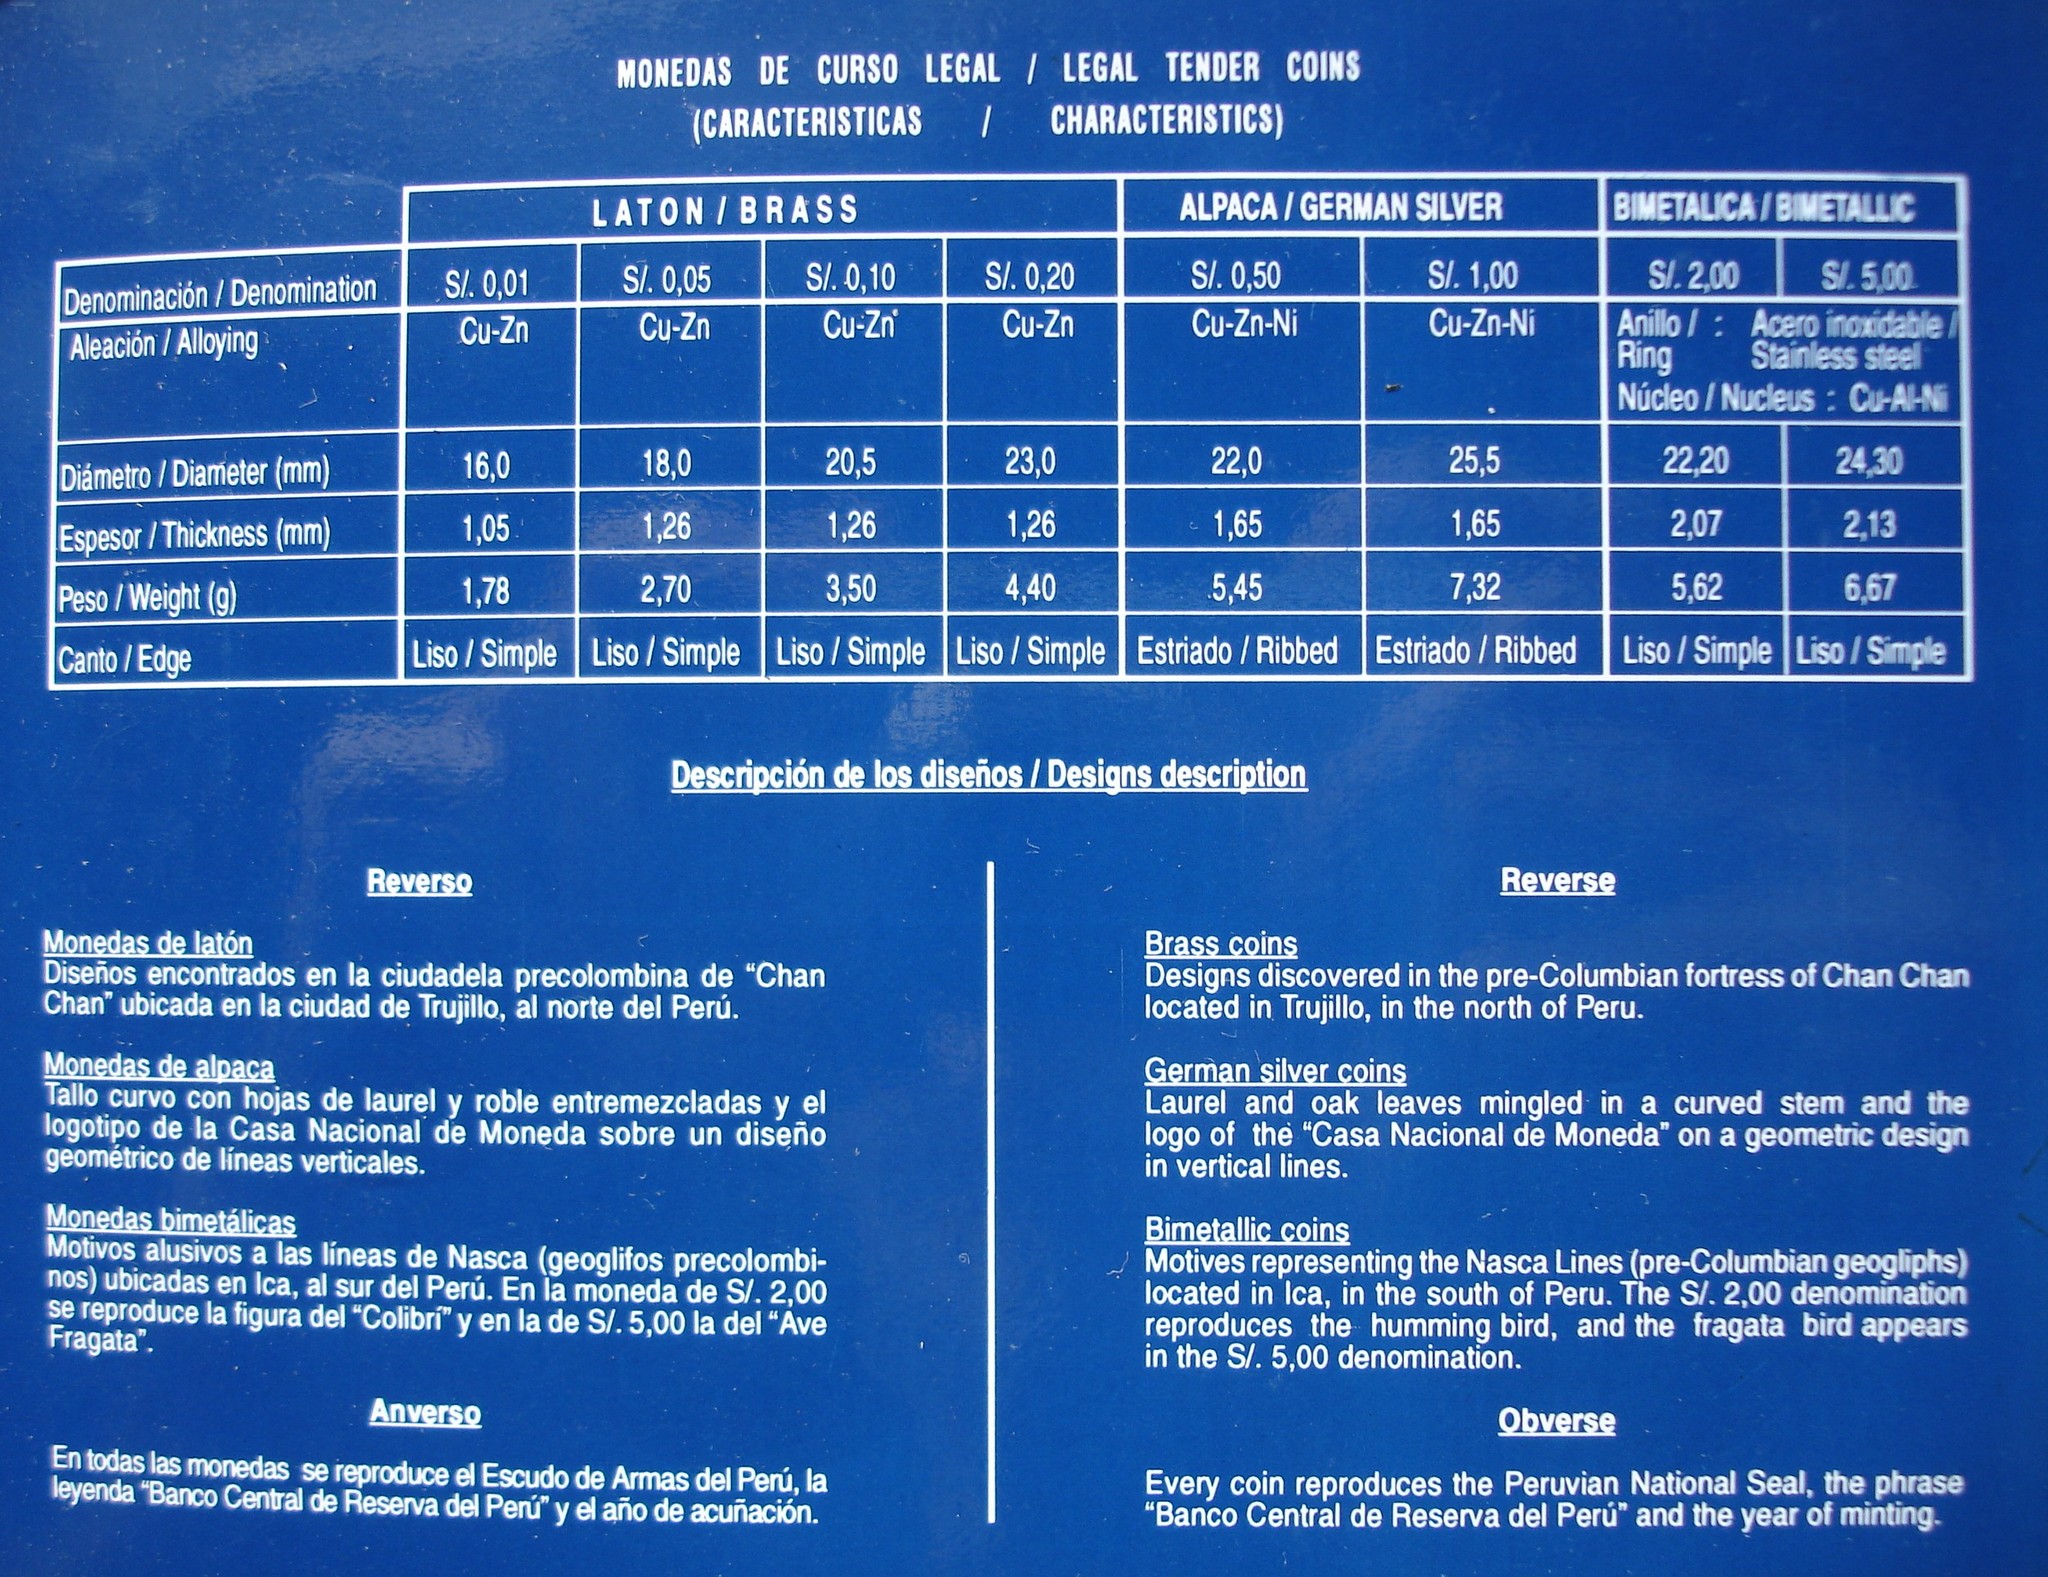 MONEDAS DE CURSO LEGAL / LEGAL TENDER COINS
(CARACTERISTICAS / CHARACTERISTICS)
LATON / BRASS ALPACA / GERMAN SILVER BIMETALICA / BIMETALLIC
Denominación / Denomination S/. 0,01 S/. 0,05 S/. 0,10 S/. 0,20 S/. 0,50 S/. 1,00 S/. 2,00 S/. 5,00
Aleación / Alloying Cu-Zn Cu-Zn Cu-Zn Cu-Zn Cu-Zn-Ni Cu-Zn-Ni Anillo / : Acero inoxidable /
Ring Stainless steel
Núcleo / Nucleus : Cu-Al-Ni
Diámetro / Diameter (mm) 16,0 18,0 20,5 23,0 22,0 25,5 22,20 24,30
Espesor / Thickness (mm) 1,05 1,26 1,26 1,26 1,65 1,65 2,07 2,13
Peso / Weight (g) 1,78 2,70 3,50 4,40 5,45 7,32 5,62 6,67
Canto / Edge Liso / Simple Liso / Simple Liso / Simple Liso / Simple Estriado / Ribbed Estriado / Ribbed Liso / Simple Liso / Simple
Descripción de los diseños / Designs description
Reverso
Monedas de latón
Diseños encontrados en la ciudadela precolombina de “Chan
Chan” ubicada en la ciudad de Trujillo, al norte del Perú.
Monedas de alpaca
Tallo curvo con hojas de laurel y roble entremezcladas y el
logotipo de la Casa Nacional de Moneda sobre un diseño
geométrico de líneas verticales.
Monedas bimetálicas
Motivos alusivos a las líneas de Nasca (geoglifos precolombi-
nos) ubicadas en Ica, al sur del Perú. En la moneda de S/. 2,00
se reproduce la figura del “Colibrí” y en la de S/. 5,00 la del “Ave
Fragata”.
Anverso
En todas las monedas se reproduce el Escudo de Armas del Perú, la
leyenda “Banco Central de Reserva del Perú” y el año de acuñación.
Reverse
Brass coins
Designs discovered in the pre-Columbian fortress of Chan Chan
located in Trujillo, in the north of Peru.
German silver coins
Laurel and oak leaves mingled in a curved stem and the
logo of the “Casa Nacional de Moneda” on a geometric design
in vertical lines.
Bimetallic coins
Motives representing the Nasca Lines (pre-Columbian geogliphs)
located in Ica, in the south of Peru. The S/. 2,00 denomination
reproduces the humming bird, and the fragata bird appears
in the S/. 5,00 denomination.
Obverse
Every coin reproduces the Peruvian National Seal, the phrase
“Banco Central de Reserva del Perú” and the year of minting.